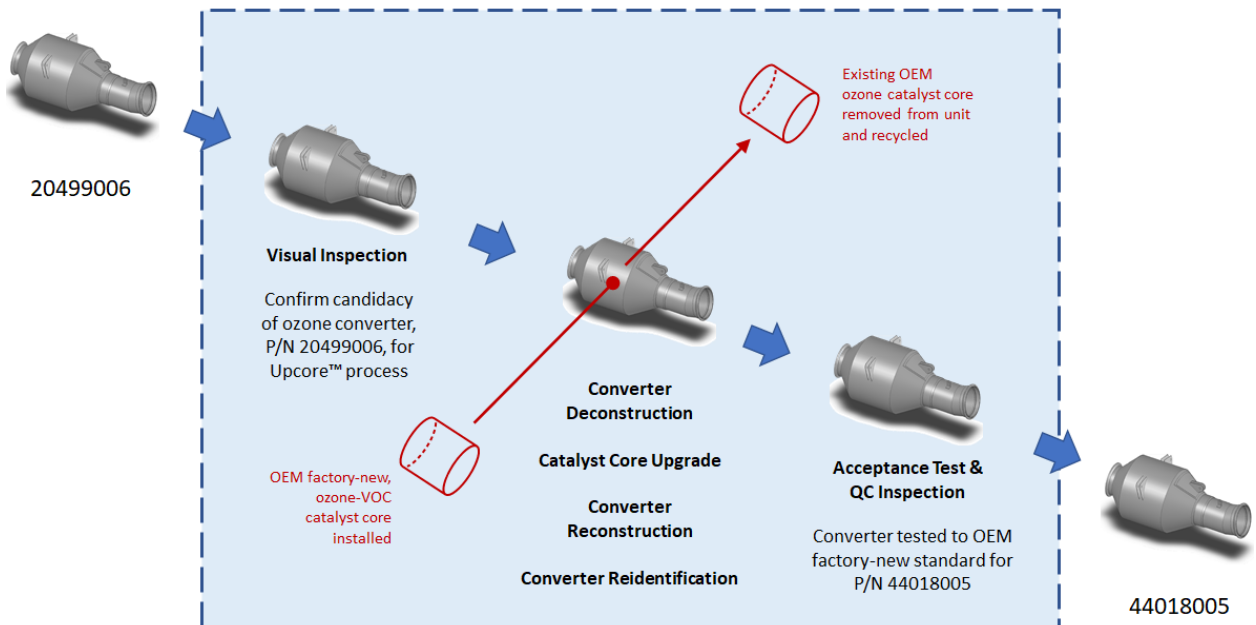 20499006
Visual Inspection
Confirm candidacy
of ozone converter,
P/N 20499006, for
Upcore™ process
OEM factory-new,
ozone-VOC
catalyst core
installed
Existing OEM
ozone catalyst core
removed from unit
and recycled
Converter
Deconstruction
Catalyst Core Upgrade
Converter
Reconstruction
Converter Reidentification
Acceptance Test &
QC Inspection
Converter tested to OEM
factory-new standard for
P/N 44018005
44018005